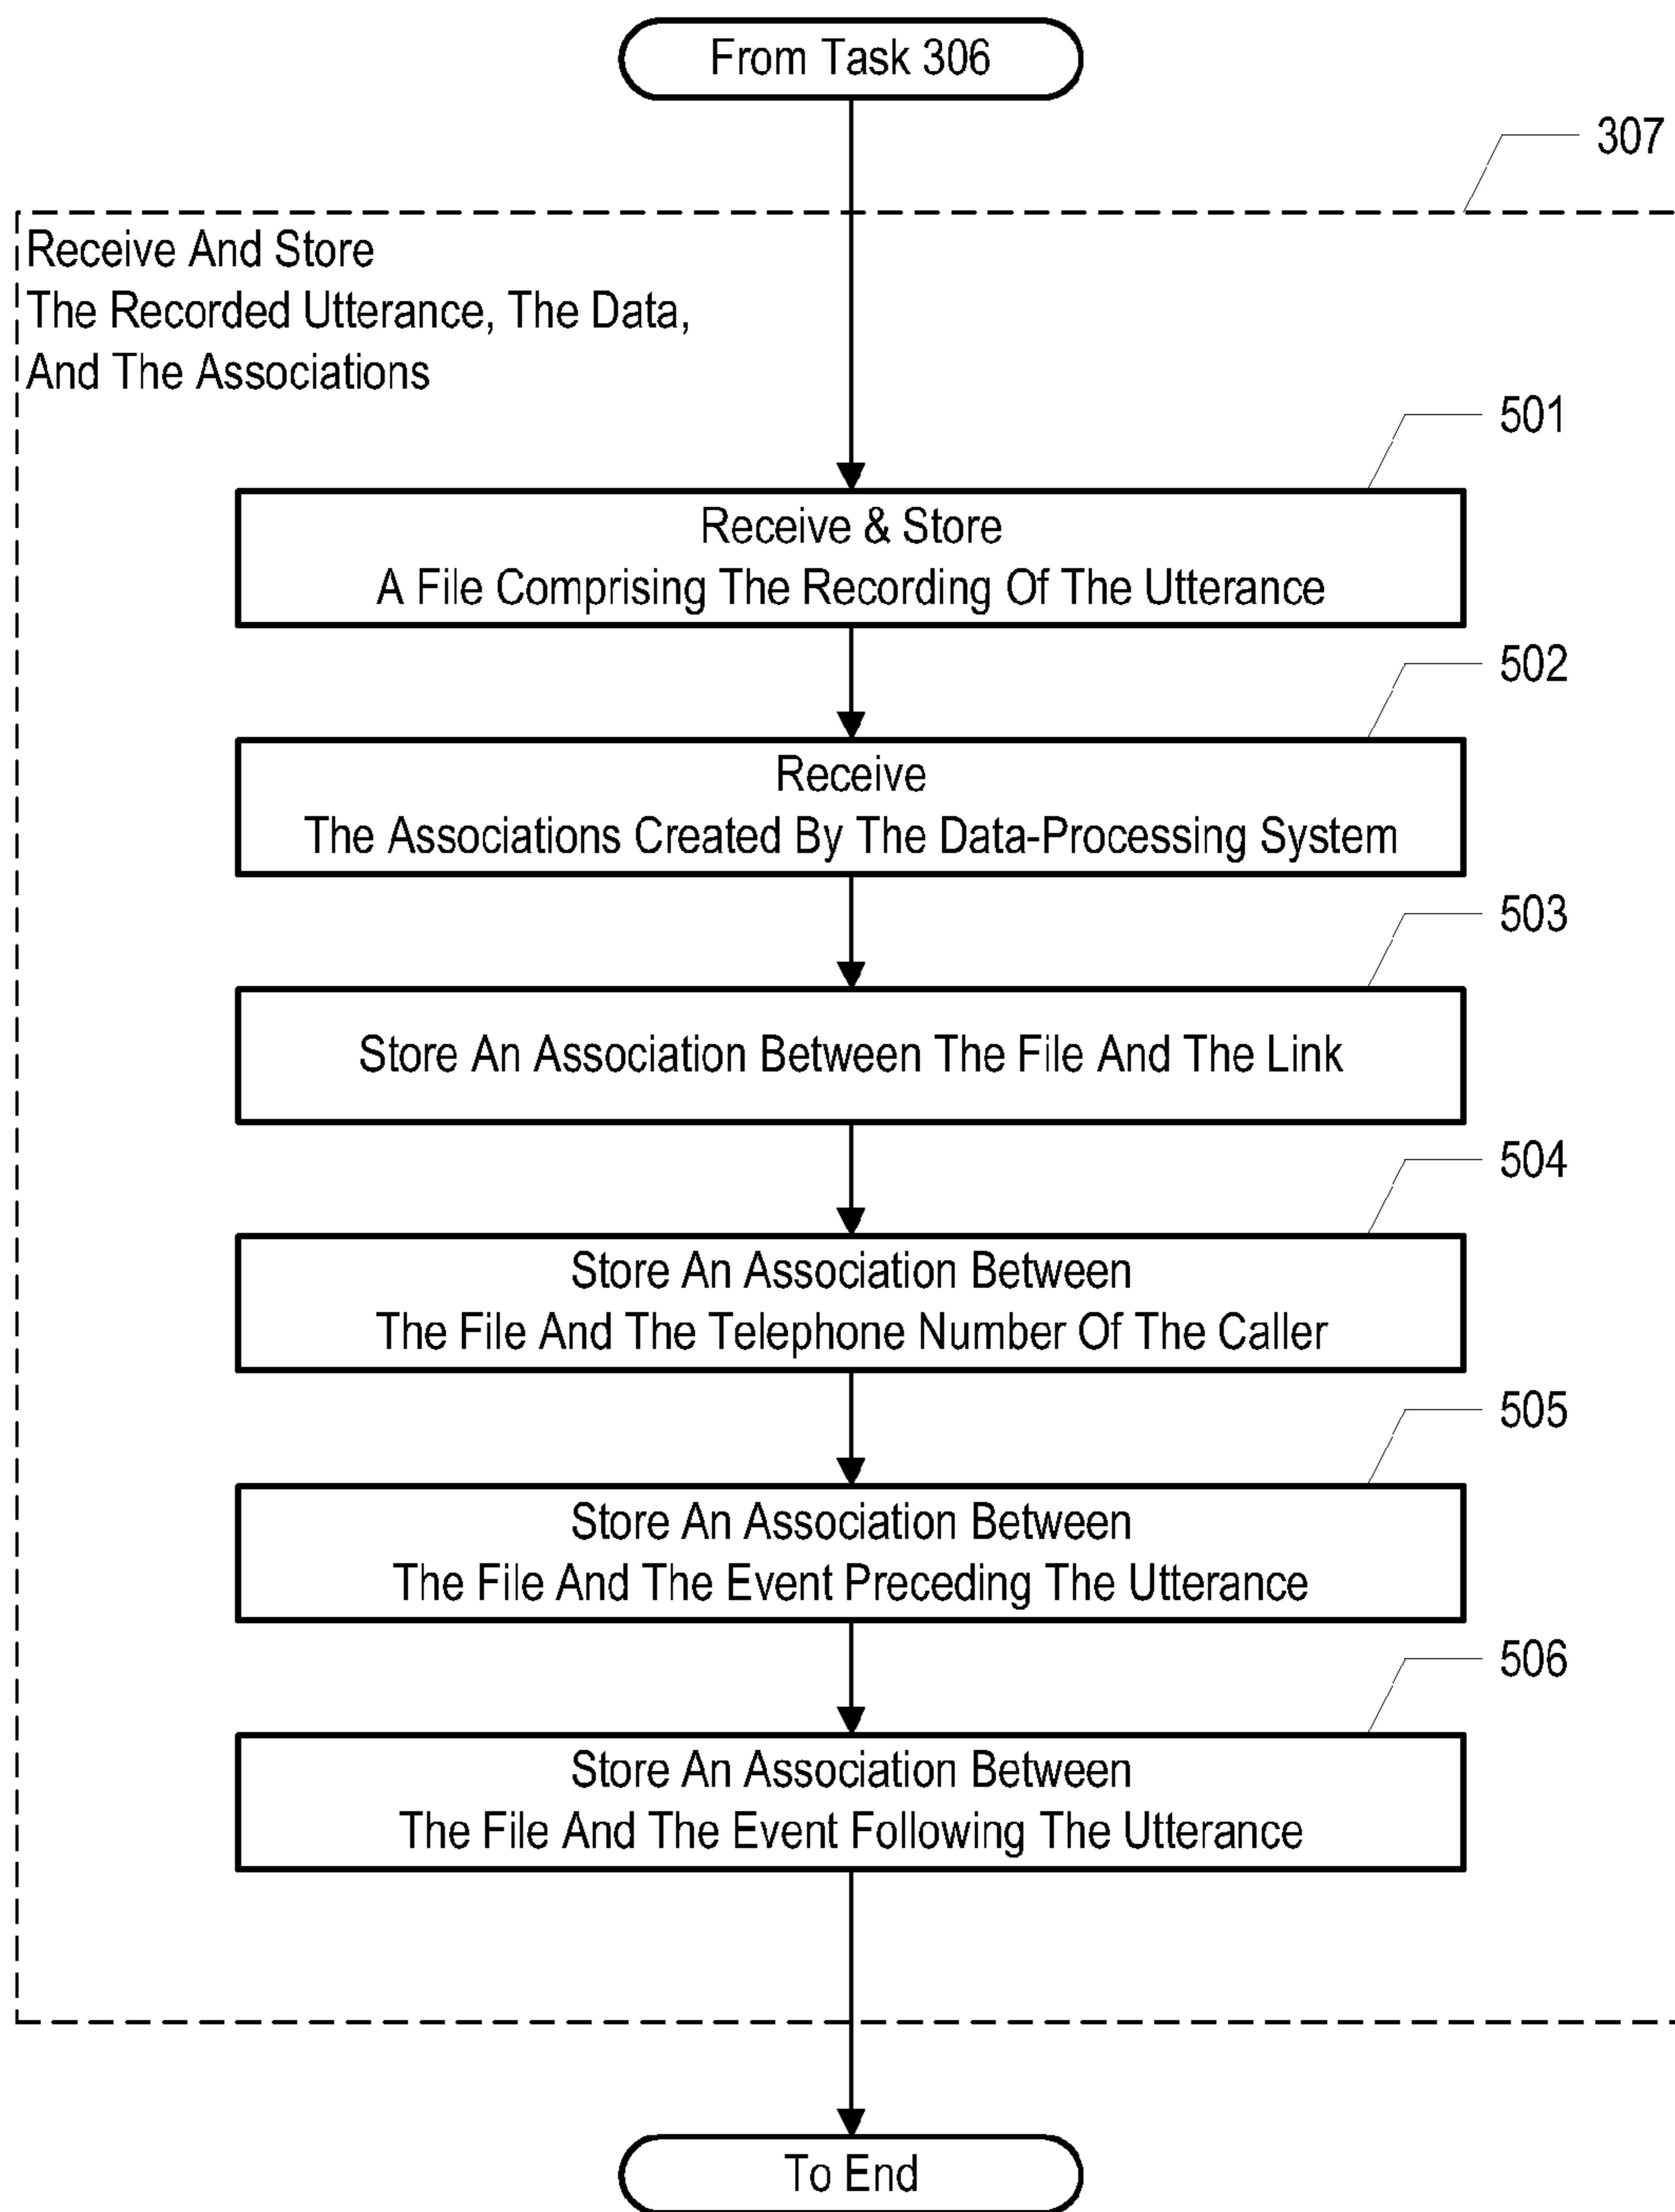 From Task 306
307
Receive And Store
The Recorded Utterance, The Data,
And The Associations
501
Receive & Store
A File Comprising The Recording Of The Utterance
502
Receive
The Associations Created By The Data-Processing System
503
Store An Association Between The File And The Link
504
Store An Association Between
The File And The Telephone Number Of The Caller
505
Store An Association Between
The File And The Event Preceding The Utterance
506
Store An Association Between
The File And The Event Following The Utterance
To End